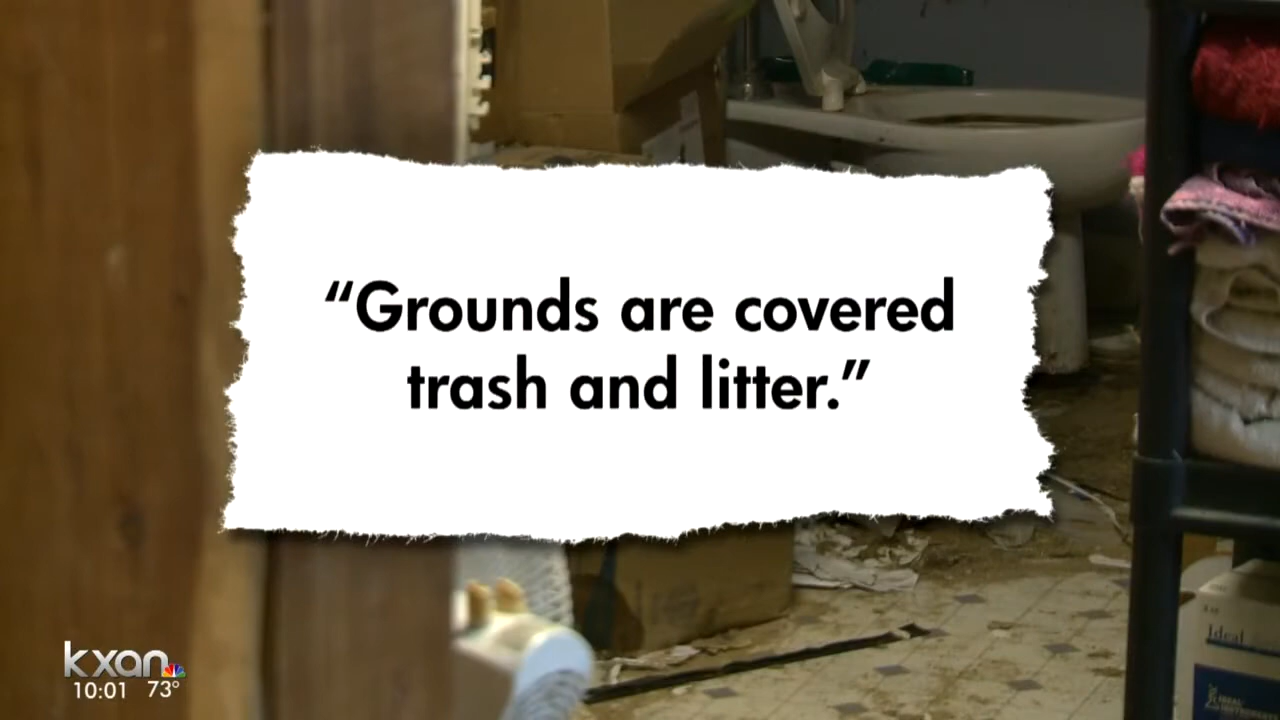 “Grounds are covered
trash and litter.”
kxan
10:01 73°
Ideal